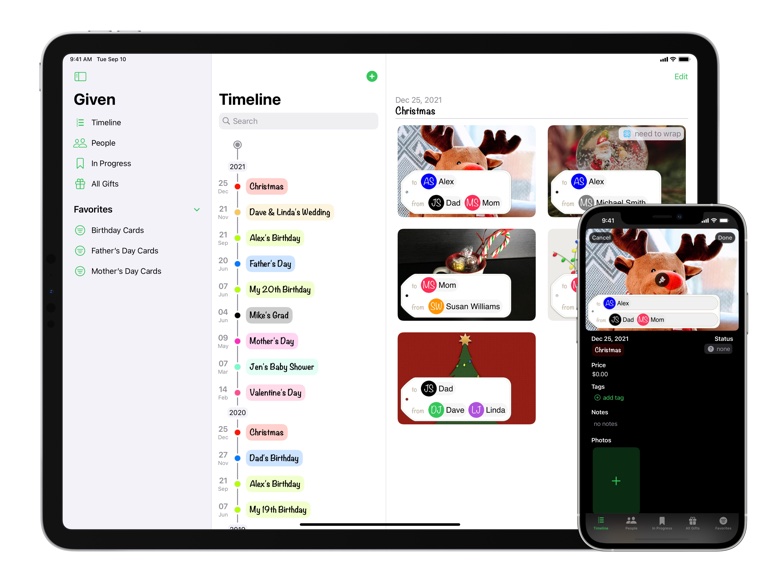 9:41 AM Tue Sep 10
Given
Timeline
People
In Progress
All Gifts
Favorites
Birthday Cards
Father's Day Cards
Mother's Day Cards
Timeline
Search
2021
25 Dec Christmas
21 Nov Dave & Linda's Wedding
21 Sep Alex's Birthday
20 Jun Father's Day
07 Jun My 20th Birthday
04 Jun Mike's Grad
09 May Mother's Day
07 Mar Jen's Baby Shower
14 Feb Valentine's Day
2020
25 Dec Christmas
27 Nov Dad's Birthday
21 Sep Alex's Birthday
07 Jun My 19th Birthday
2019
Edit
Dec 25, 2021
Christmas
to AS Alex
from JS Dad MS Mom
need to wrap
to AS Alex
from MS Michael Smith
to MS Mom
from SW Susan Williams
to JS Dad
from DJ Dave LJ Linda
9:41
Cancel
Done
to AS Alex
from JS Dad MS Mom
Dec 25, 2021
Status
Christmas
none
Price
$0.00
Tags
add tag
Notes
no notes
Photos
Timeline
People
In Progress
All Gifts
Favorites